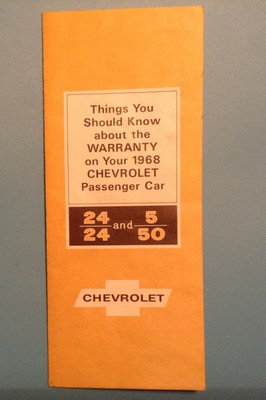 Things You
Should Know
about the
WARRANTY
on Your 1968
CHEVROLET
Passenger Car
24/24 and 5/50
CHEVROLET